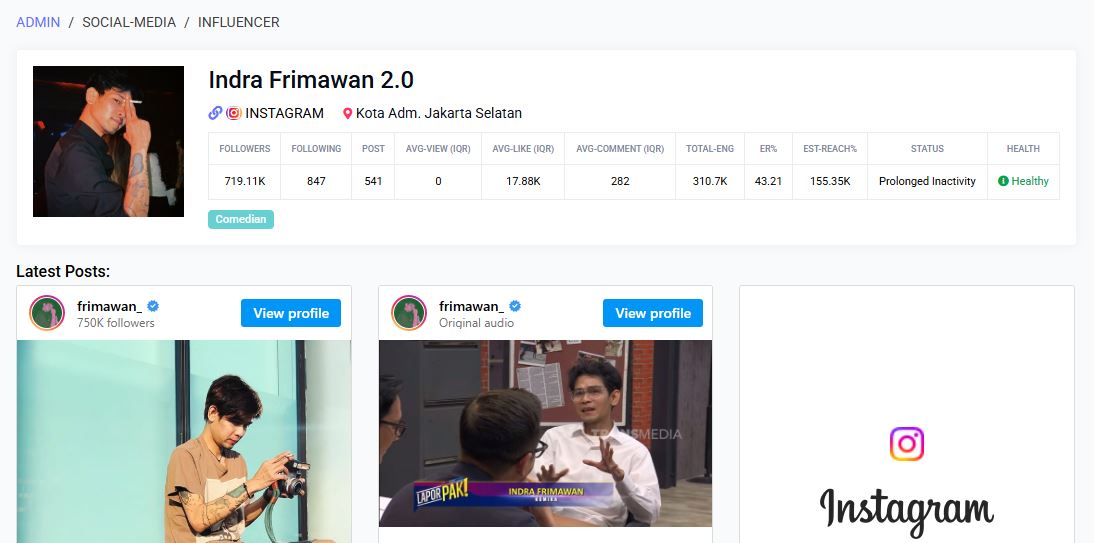 ADMIN / SOCIAL-MEDIA / INFLUENCER
Indra Frimawan 2.0
INSTAGRAM Kota Adm. Jakarta Selatan
FOLLOWERS FOLLOWING POST AVG-VIEW (IQR) AVG-LIKE (IQR) AVG-COMMENT (IQR) TOTAL-ENG ER% EST-REACH% STATUS HEALTH
719.11K 847 541 0 17.88K 282 310.7K 43.21 155.35K Prolonged Inactivity Healthy
Comedian
Latest Posts:
frimawan_ View profile
750K followers
frimawan_ View profile
Original audio
TRANSMEDIA
LAPOR PAK!
INDRA FRIMAWAN
KOMIKA
Instagram